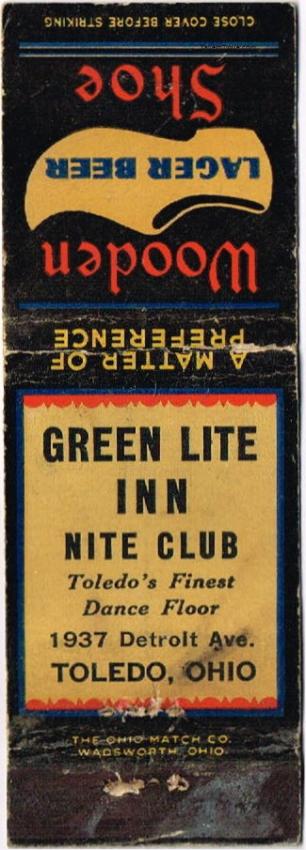 CLOSE COVER BEFORE STRIKING
Wooden
LAGER BEER
Shoe
A MATTER OF
PREFERENCE
GREEN LITE
INN
NITE CLUB
Toledo's Finest
Dance Floor
1937 Detroit Ave.
TOLEDO, OHIO
THE OHIO MATCH CO.
WADSWORTH, OHIO.